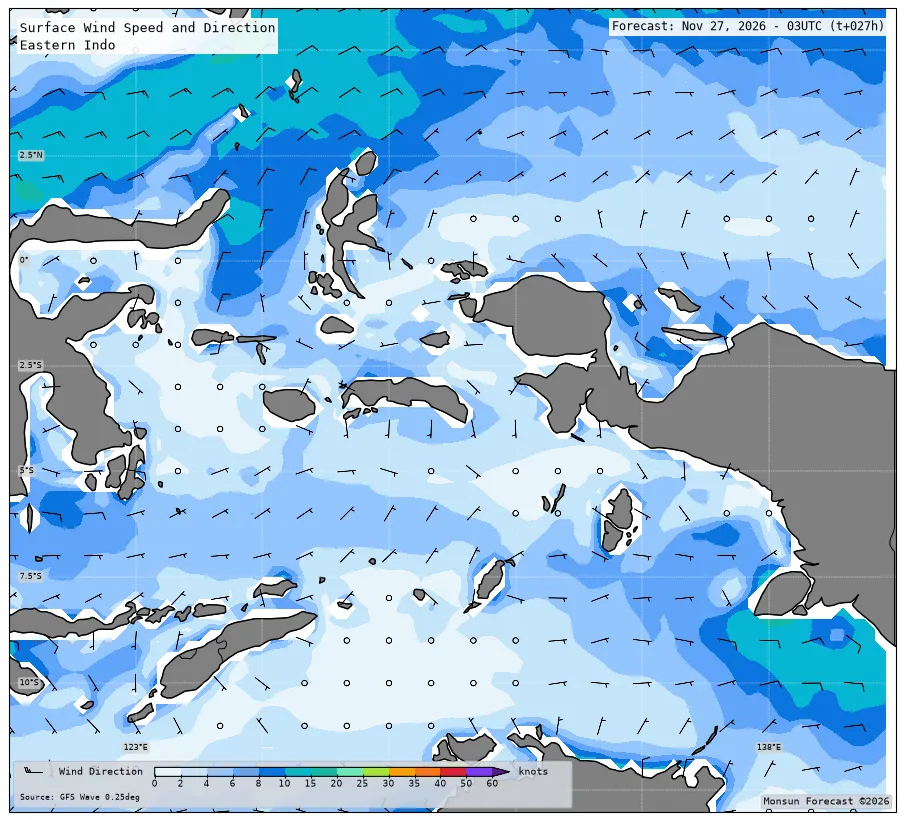 Surface Wind Speed and Direction
Eastern Indo
Forecast: Nov 27, 2026 - 03UTC (t+027h)
2.5°N
0°
2.5°S
5°S
7.5°S
10°S
123°E
138°E
Wind Direction
knots
0 2 4 6 8 10 15 20 25 30 35 40 50 60
Source: GFS Wave 0.25deg
Monsun Forecast ©2026